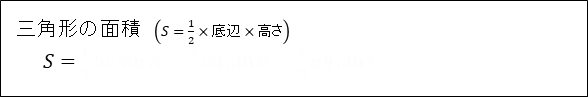 三角形の面積 (S = 1/2 × 底辺 × 高さ)
S =